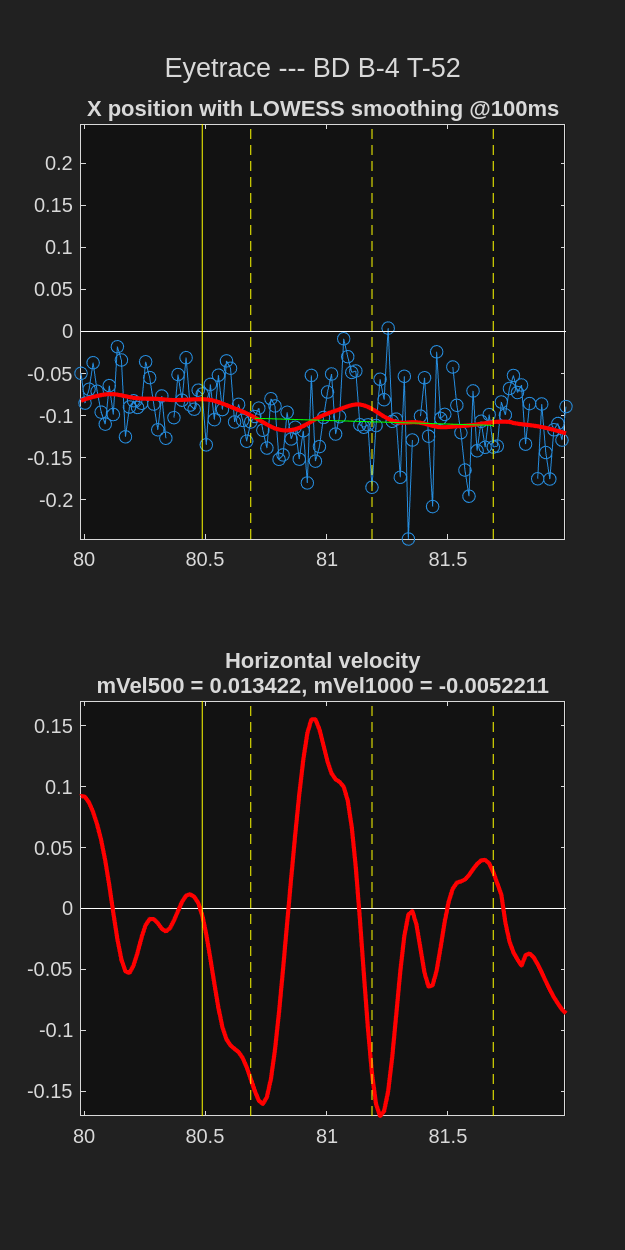 Eyetrace --- BD B-4 T-52
X position with LOWESS smoothing @100ms
0.2
0.15
0.1
0.05
0
-0.05
-0.1
-0.15
-0.2
80 80.5 81 81.5
Horizontal velocity
mVel500 = 0.013422, mVel1000 = -0.0052211
0.15
0.1
0.05
0
-0.05
-0.1
-0.15
80 80.5 81 81.5